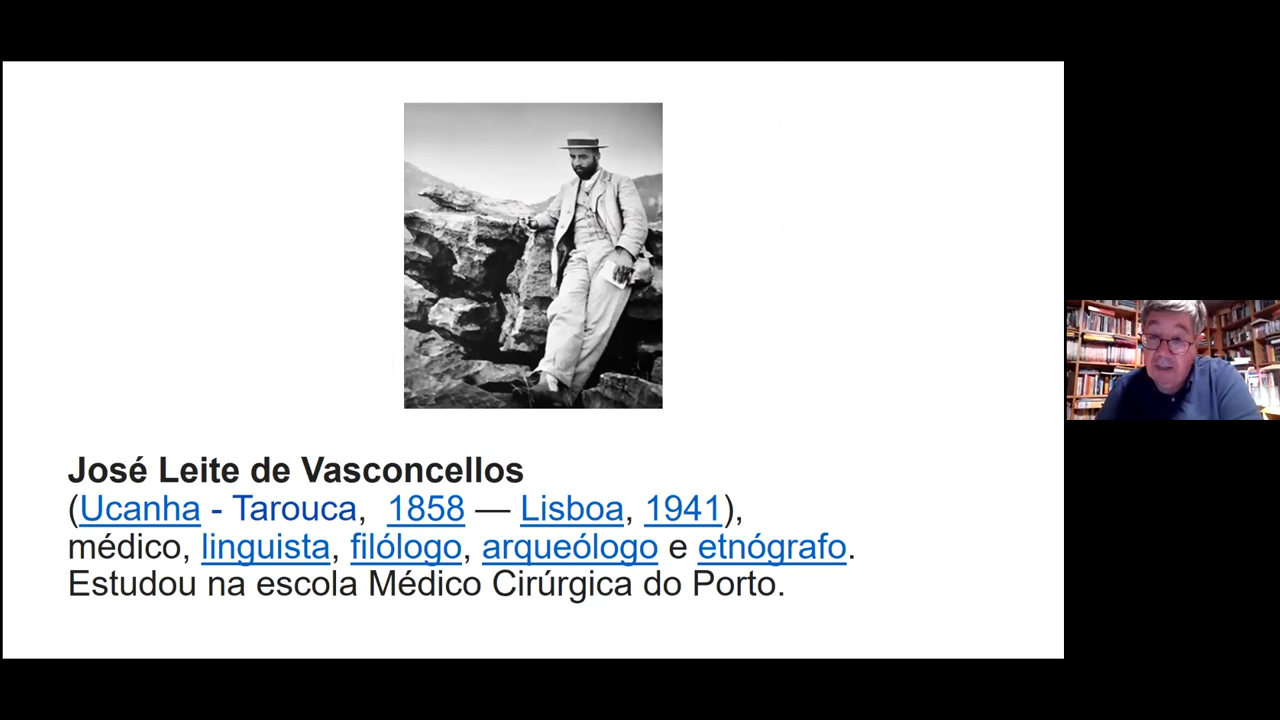 José Leite de Vasconcellos
(Ucanha - Tarouca, 1858 — Lisboa, 1941),
médico, linguista, filólogo, arqueólogo e etnógrafo.
Estudou na escola Médico Cirúrgica do Porto.